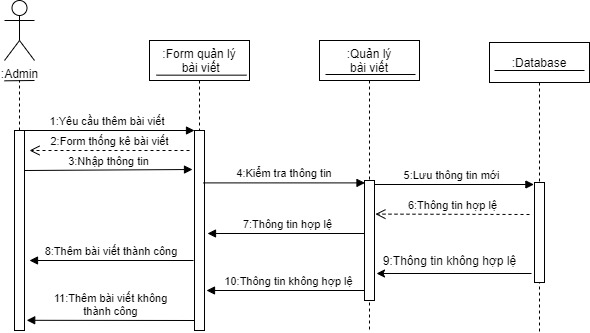 :Admin
:Form quản lý
bài viết
:Quản lý
bài viết
:Database
1:Yêu cầu thêm bài viết
2:Form thống kê bài viết
3:Nhập thông tin
4:Kiểm tra thông tin
5:Lưu thông tin mới
6:Thông tin hợp lệ
7:Thông tin hợp lệ
8:Thêm bài viết thành công
9:Thông tin không hợp lệ
10:Thông tin không hợp lệ
11:Thêm bài viết không
thành công